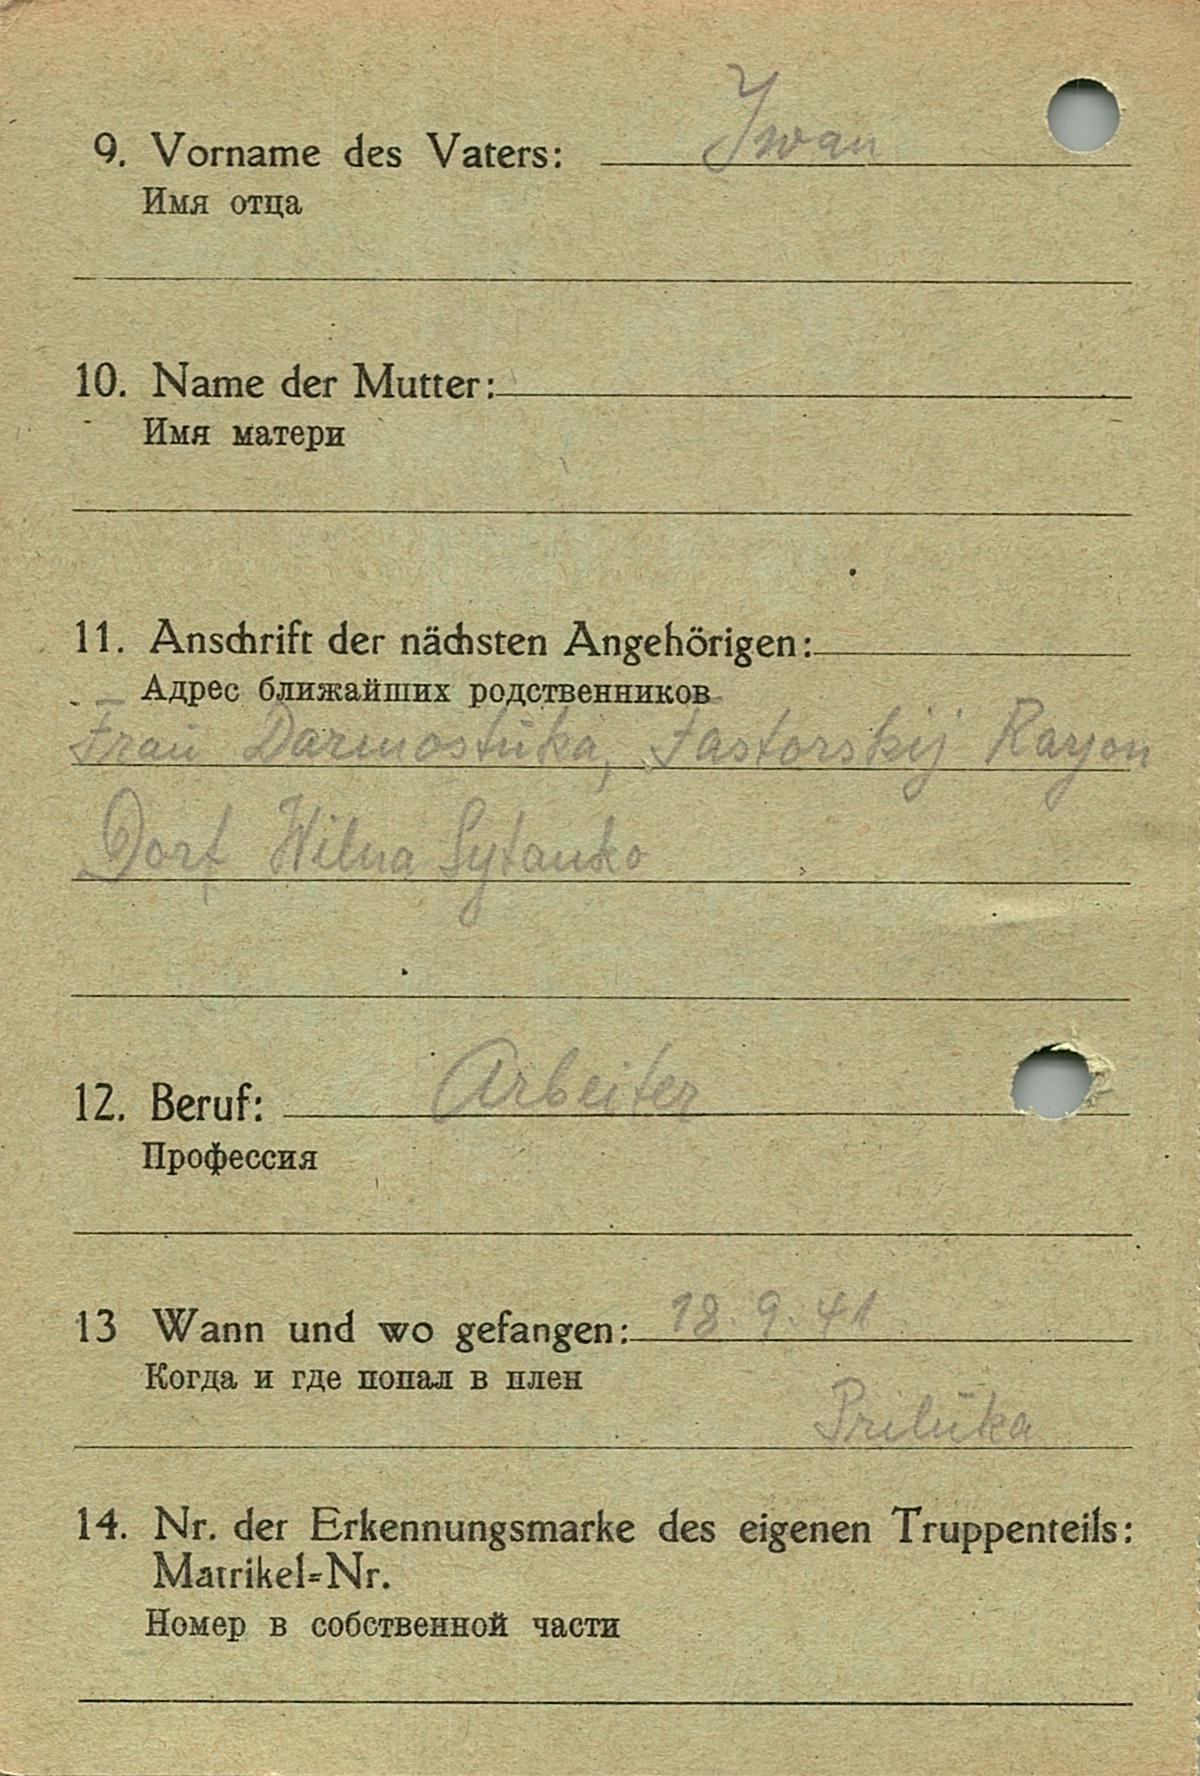 9. Vorname des Vaters: Iwan
Имя отца
10. Name der Mutter:
Имя матери
11. Anschrift der nächsten Angehörigen:
Адрес ближайших родственников
Frau Darmostuka, Fastorskij Rayon
Dorf Wilna Sytanko
12. Beruf: Arbeiter
Профессия
13 Wann und wo gefangen: 18.9.41
Когда и где попал в плен
Priluka
14. Nr. der Erkennungsmarke des eigenen Truppenteils:
Matrikel=Nr.
Номер в собственной части